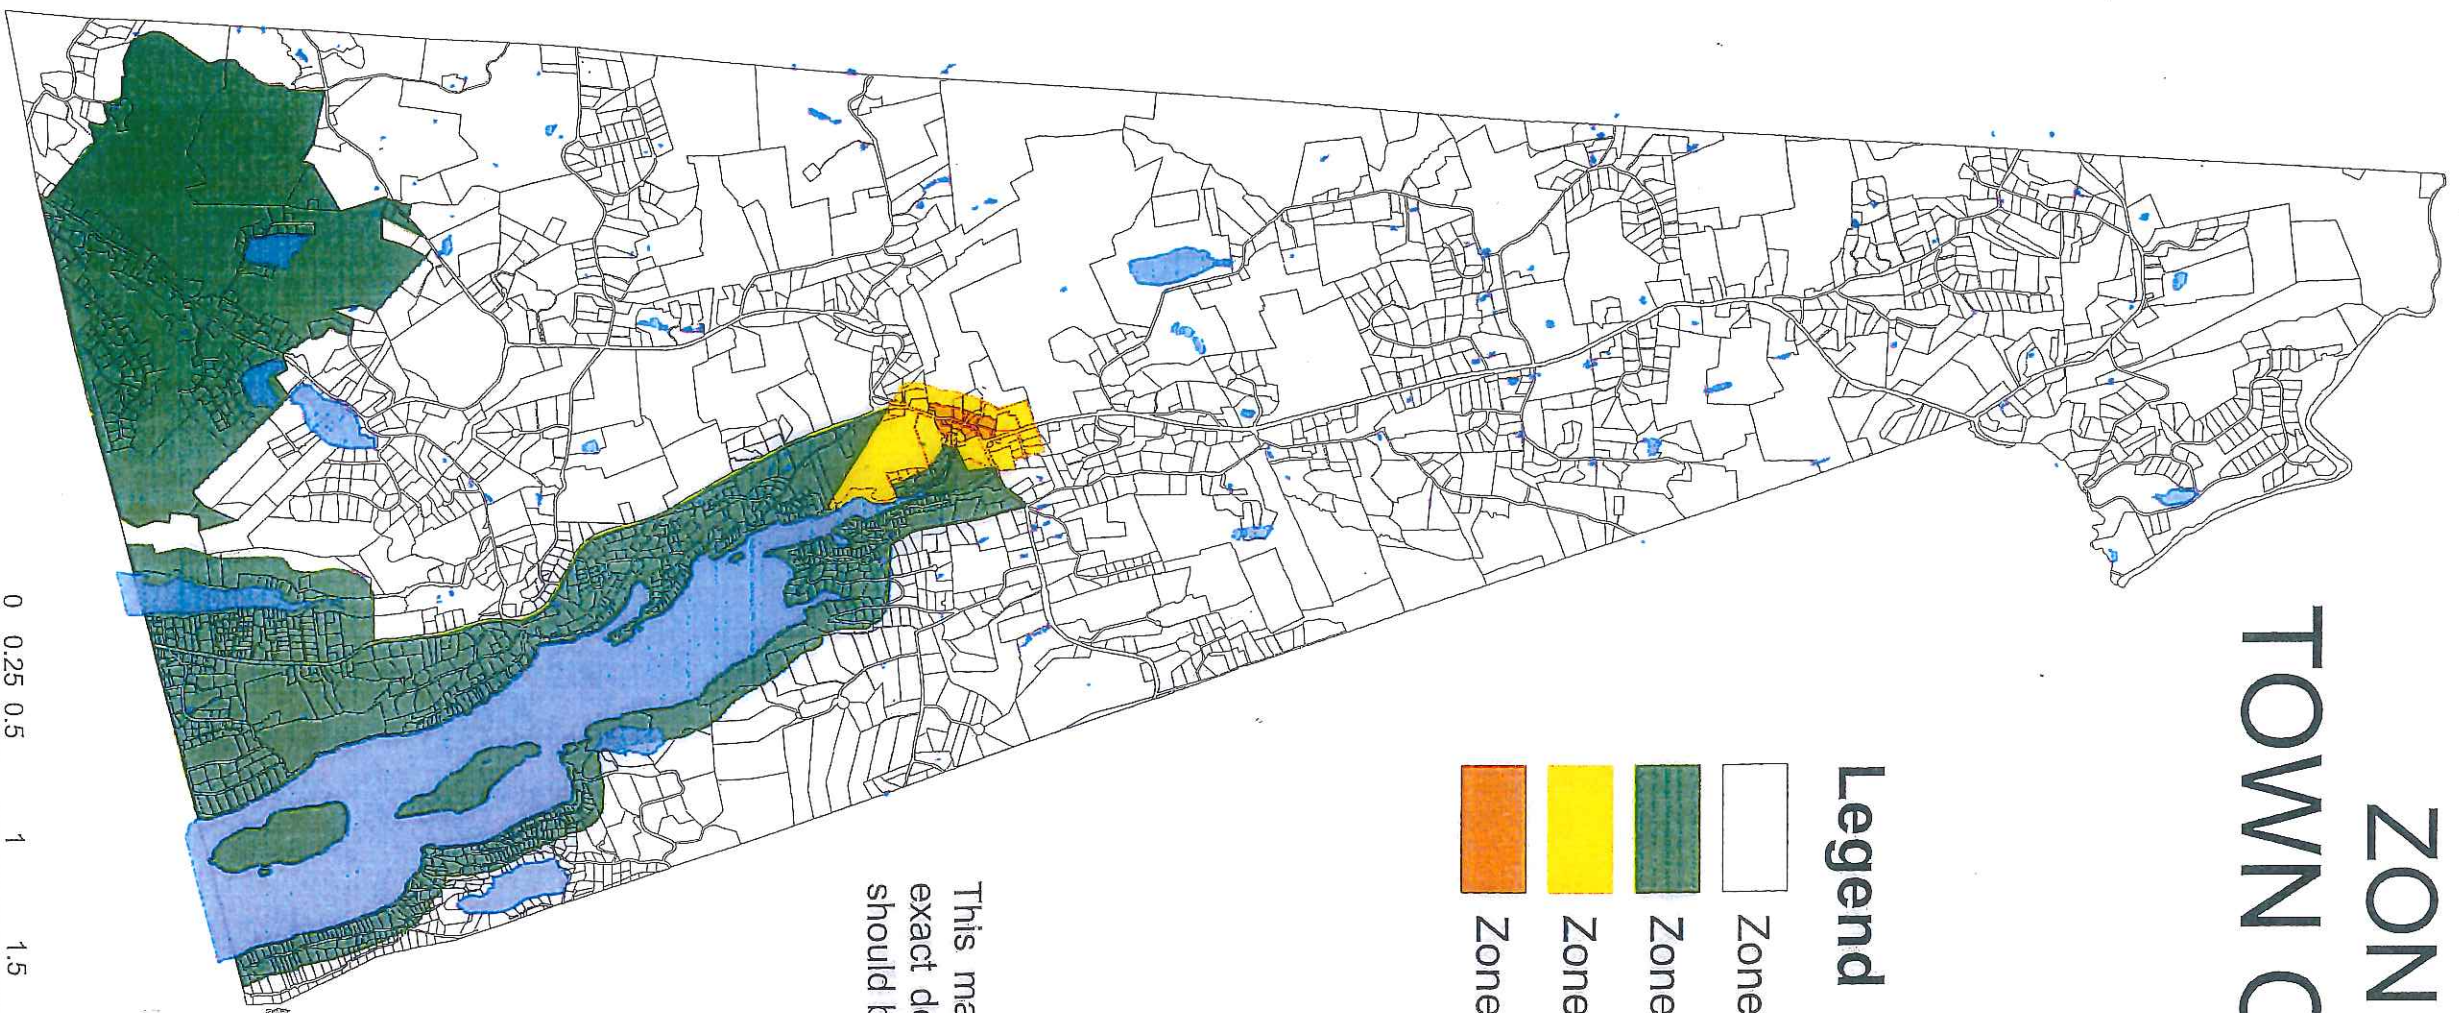 ZON
TOWN O
Legend
Zone
Zone
Zone
Zone
This ma
exact de
should b
0 0.25 0.5 1 1.5